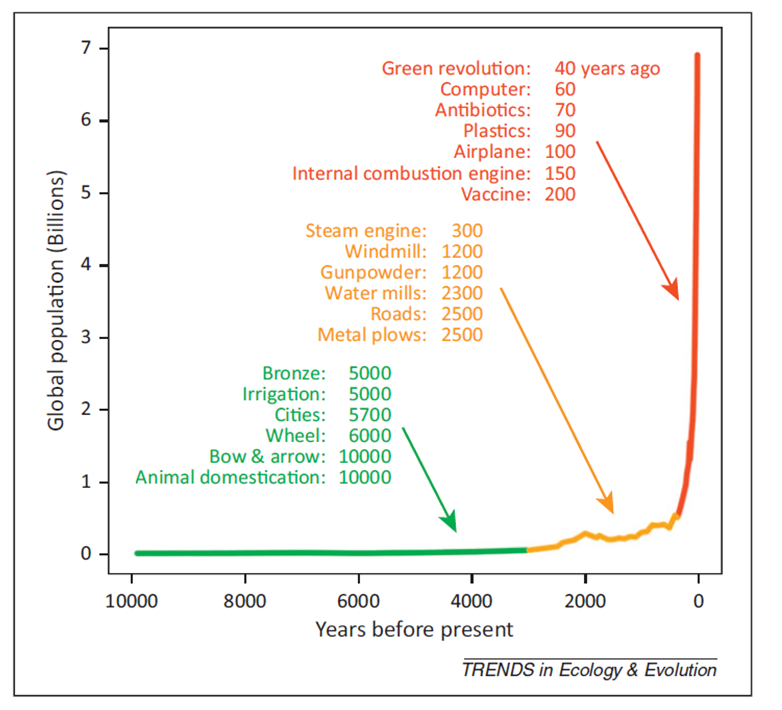 7
6
5
4
3
2
1
0
Global population (Billions)
Green revolution: 40 years ago
Computer: 60
Antibiotics: 70
Plastics: 90
Airplane: 100
Internal combustion engine: 150
Vaccine: 200
Steam engine: 300
Windmill: 1200
Gunpowder: 1200
Water mills: 2300
Roads: 2500
Metal plows: 2500
Bronze: 5000
Irrigation: 5000
Cities: 5700
Wheel: 6000
Bow & arrow: 10000
Animal domestication: 10000
10000 8000 6000 4000 2000 0
Years before present
TRENDS in Ecology & Evolution